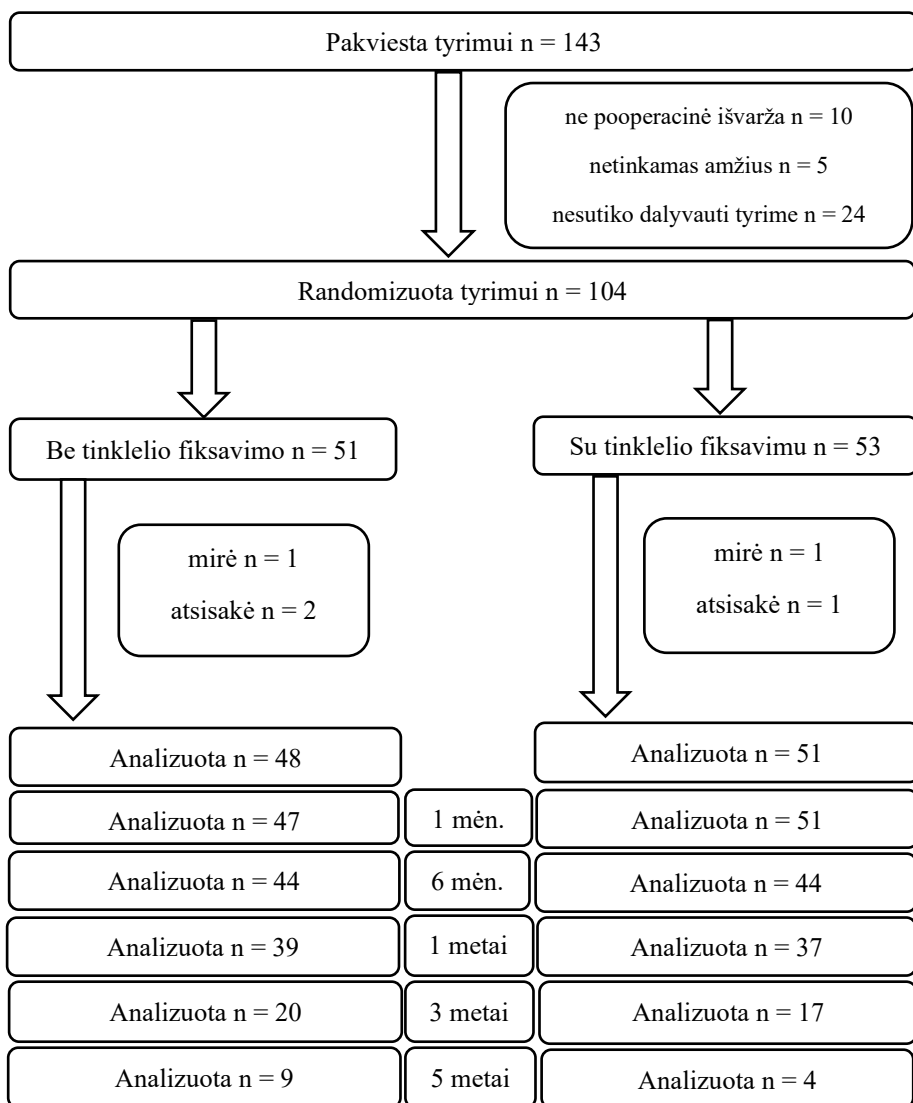 Pakviesta tyrimui n = 143
ne pooperacinė išvarža n = 10
netinkamas amžius n = 5
nesutiko dalyvauti tyrime n = 24
Randomizuota tyrimui n = 104
Be tinklelio fiksavimo n = 51
Su tinklelio fiksavimu n = 53
mirė n = 1
atsisakė n = 2
mirė n = 1
atsisakė n = 1
Analizuota n = 48
Analizuota n = 51
Analizuota n = 47
1 mėn.
Analizuota n = 51
Analizuota n = 44
6 mėn.
Analizuota n = 44
Analizuota n = 39
1 metai
Analizuota n = 37
Analizuota n = 20
3 metai
Analizuota n = 17
Analizuota n = 9
5 metai
Analizuota n = 4